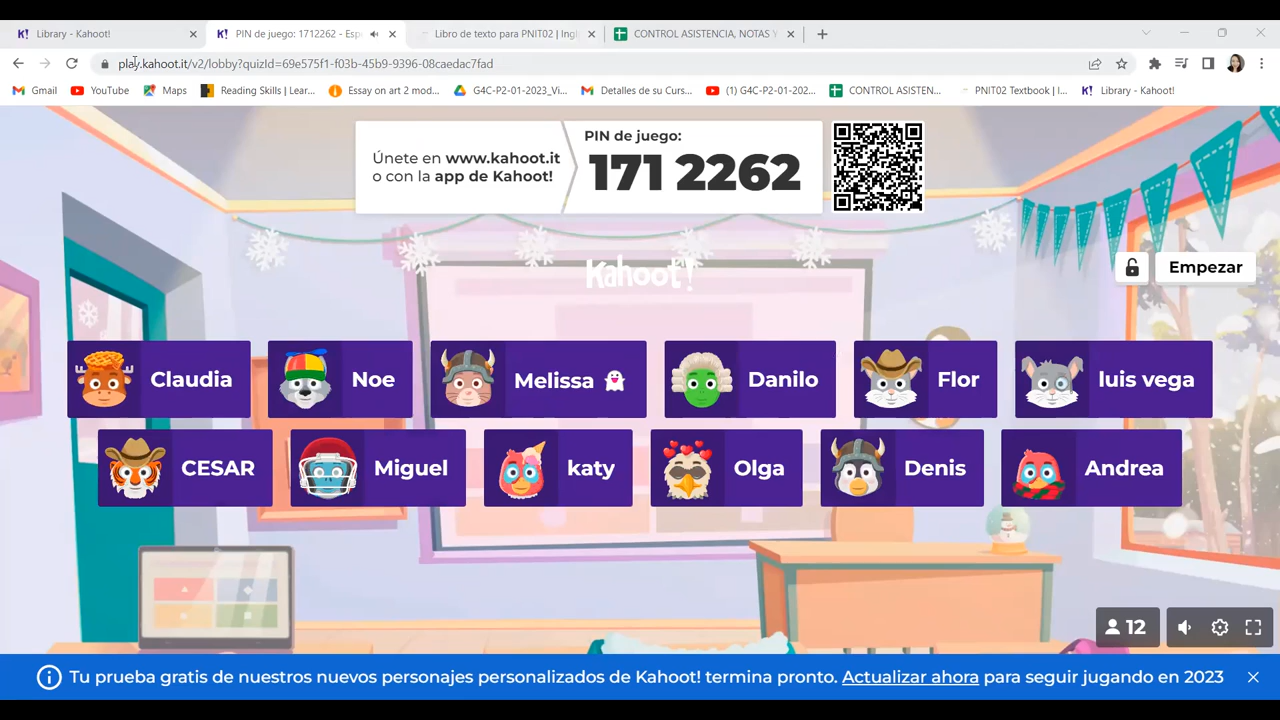 Library - Kahoot!
PIN de juego: 1712262 - Esp
Libro de texto para PNIT02 | Ingl
CONTROL ASISTENCIA, NOTAS Y
play.kahoot.it/v2/lobby?quizId=69e575f1-f03b-45b9-9396-08caedac7fad
Gmail
YouTube
Maps
Reading Skills | Lear...
Essay on art 2 mod...
G4C-P2-01-2023_Vi...
Detalles de su Curs...
(1) G4C-P2-01-202...
CONTROL ASISTEN...
PNIT02 Textbook | I...
Library - Kahoot!
Únete en www.kahoot.it
o con la app de Kahoot!
PIN de juego:
171 2262
Kahoot!
Empezar
Claudia
Noe
Melissa 👻
Danilo
Flor
luis vega
CESAR
Miguel
katy
Olga
Denis
Andrea
12
Tu prueba gratis de nuestros nuevos personajes personalizados de Kahoot! termina pronto. Actualizar ahora para seguir jugando en 2023